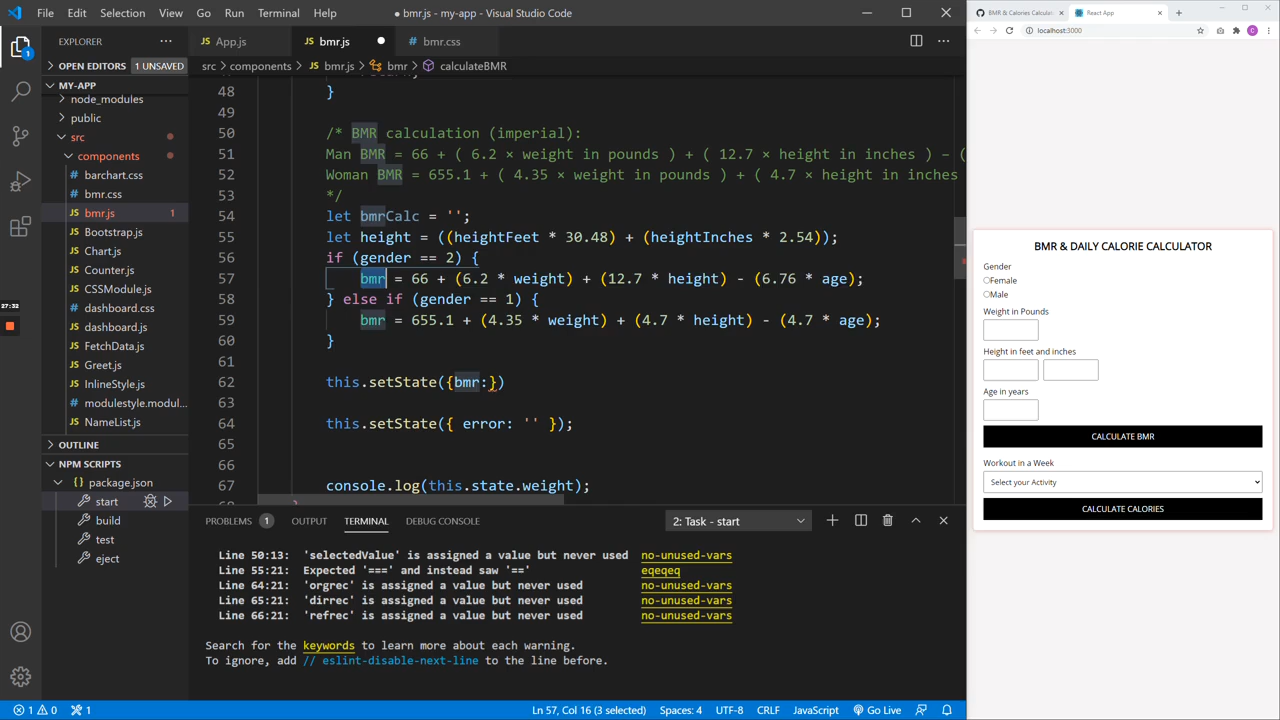 File Edit Selection View Go Run Terminal Help
● bmr.js - my-app - Visual Studio Code
EXPLORER
OPEN EDITORS 1 UNSAVED
MY-APP
node_modules
public
src
components
barchart.css
bmr.css
bmr.js 1
Bootstrap.js
Chart.js
Counter.js
CSSModule.js
dashboard.css
dashboard.js
FetchData.js
Greet.js
InlineStyle.js
modulestyle.modul...
NameList.js
OUTLINE
NPM SCRIPTS
package.json
start
build
test
eject
1
27:32
App.js bmr.js bmr.css
src > components > bmr.js > bmr > calculateBMR
48 }
49
50 /* BMR calculation (imperial):
51 Man BMR = 66 + ( 6.2 × weight in pounds ) + ( 12.7 × height in inches ) – (
52 Woman BMR = 655.1 + ( 4.35 × weight in pounds ) + ( 4.7 × height in inches
53 */
54 let bmrCalc = '';
55 let height = ((heightFeet * 30.48) + (heightInches * 2.54));
56 if (gender == 2) {
57 bmr = 66 + (6.2 * weight) + (12.7 * height) - (6.76 * age);
58 } else if (gender == 1) {
59 bmr = 655.1 + (4.35 * weight) + (4.7 * height) - (4.7 * age);
60 }
61
62 this.setState({bmr:})
63
64 this.setState({ error: '' });
65
66
67 console.log(this.state.weight);
PROBLEMS 1 OUTPUT TERMINAL DEBUG CONSOLE 2: Task - start
Line 50:13: 'selectedValue' is assigned a value but never used no-unused-vars
Line 55:21: Expected '===' and instead saw '==' eqeqeq
Line 64:21: 'orgrec' is assigned a value but never used no-unused-vars
Line 65:21: 'dirrec' is assigned a value but never used no-unused-vars
Line 66:21: 'refrec' is assigned a value but never used no-unused-vars
Search for the keywords to learn more about each warning.
To ignore, add // eslint-disable-next-line to the line before.
1 0 1 Ln 57, Col 16 (3 selected) Spaces: 4 UTF-8 CRLF JavaScript Go Live
BMR & Calories Calcula React App
localhost:3000
C
BMR & DAILY CALORIE CALCULATOR
Gender
Female
Male
Weight in Pounds
Height in feet and inches
Age in years
CALCULATE BMR
Workout in a Week
Select your Activity
CALCULATE CALORIES